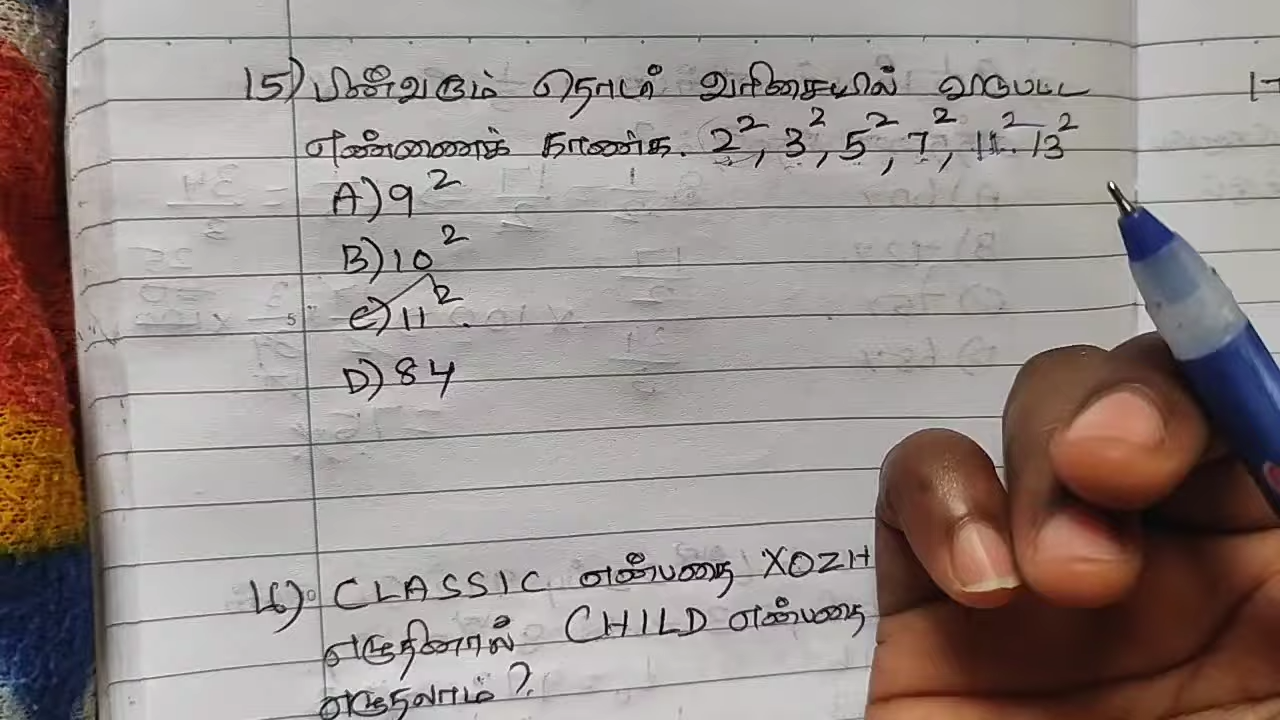 15) பின்வரும் தொடர் வரிசையில் விடுபட்ட
எண்ணைக் காண்க. 2², 3², 5², 7², 11². 13²
A) 9²
B) 10²
C) 11².
D) 84
16) CLASSIC என்பதை XOZH
எழுதினால் CHILD என்பதை
எழுதலாம்?